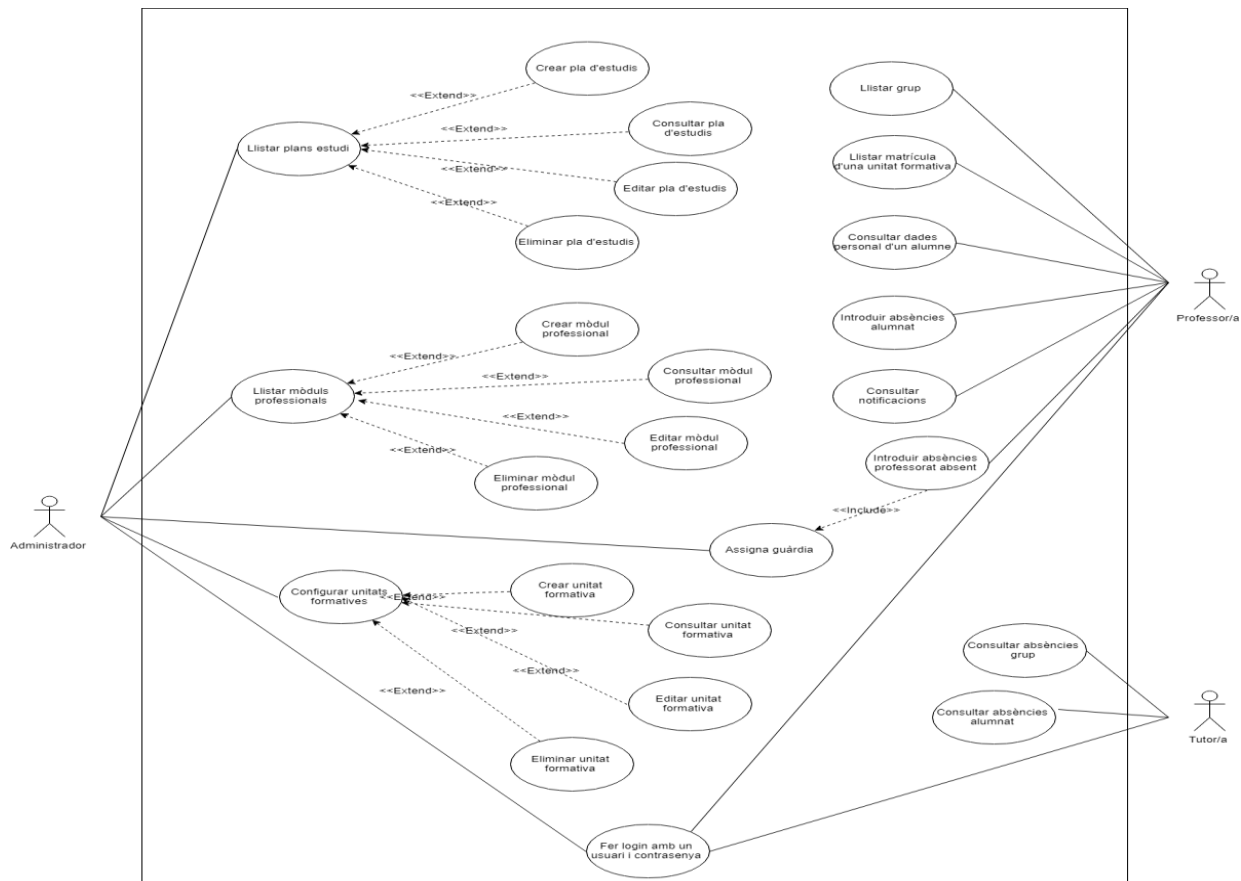 Crear pla d'estudis
<<Extend>>
Llistar plans estudi
<<Extend>>
Consultar pla
d'estudis
<<Extend>>
Editar pla d'estudis
<<Extend>>
Eliminar pla d'estudis
Crear mòdul
professional
<<Extend>>
Llistar mòduls
professionals
<<Extend>>
Consultar mòdul
professional
<<Extend>>
Editar mòdul
professional
<<Extend>>
Eliminar mòdul
professional
Administrador
Assigna guàrdia
<<Include>>
Configurar unitats
formatives
<<Extend>>
Crear unitat
formativa
<<Extend>>
Consultar unitat
formativa
<<Extend>>
Editar unitat
formativa
<<Extend>>
Eliminar unitat
formativa
Fer login amb un
usuari i contrasenya
Llistar grup
Llistar matrícula
d'una unitat formativa
Consultar dades
personal d'un alumne
Introduir absències
alumnat
Consultar
notificacions
Introduir absències
professorat absent
Professor/a
Consultar absències
grup
Consultar absències
alumnat
Tutor/a